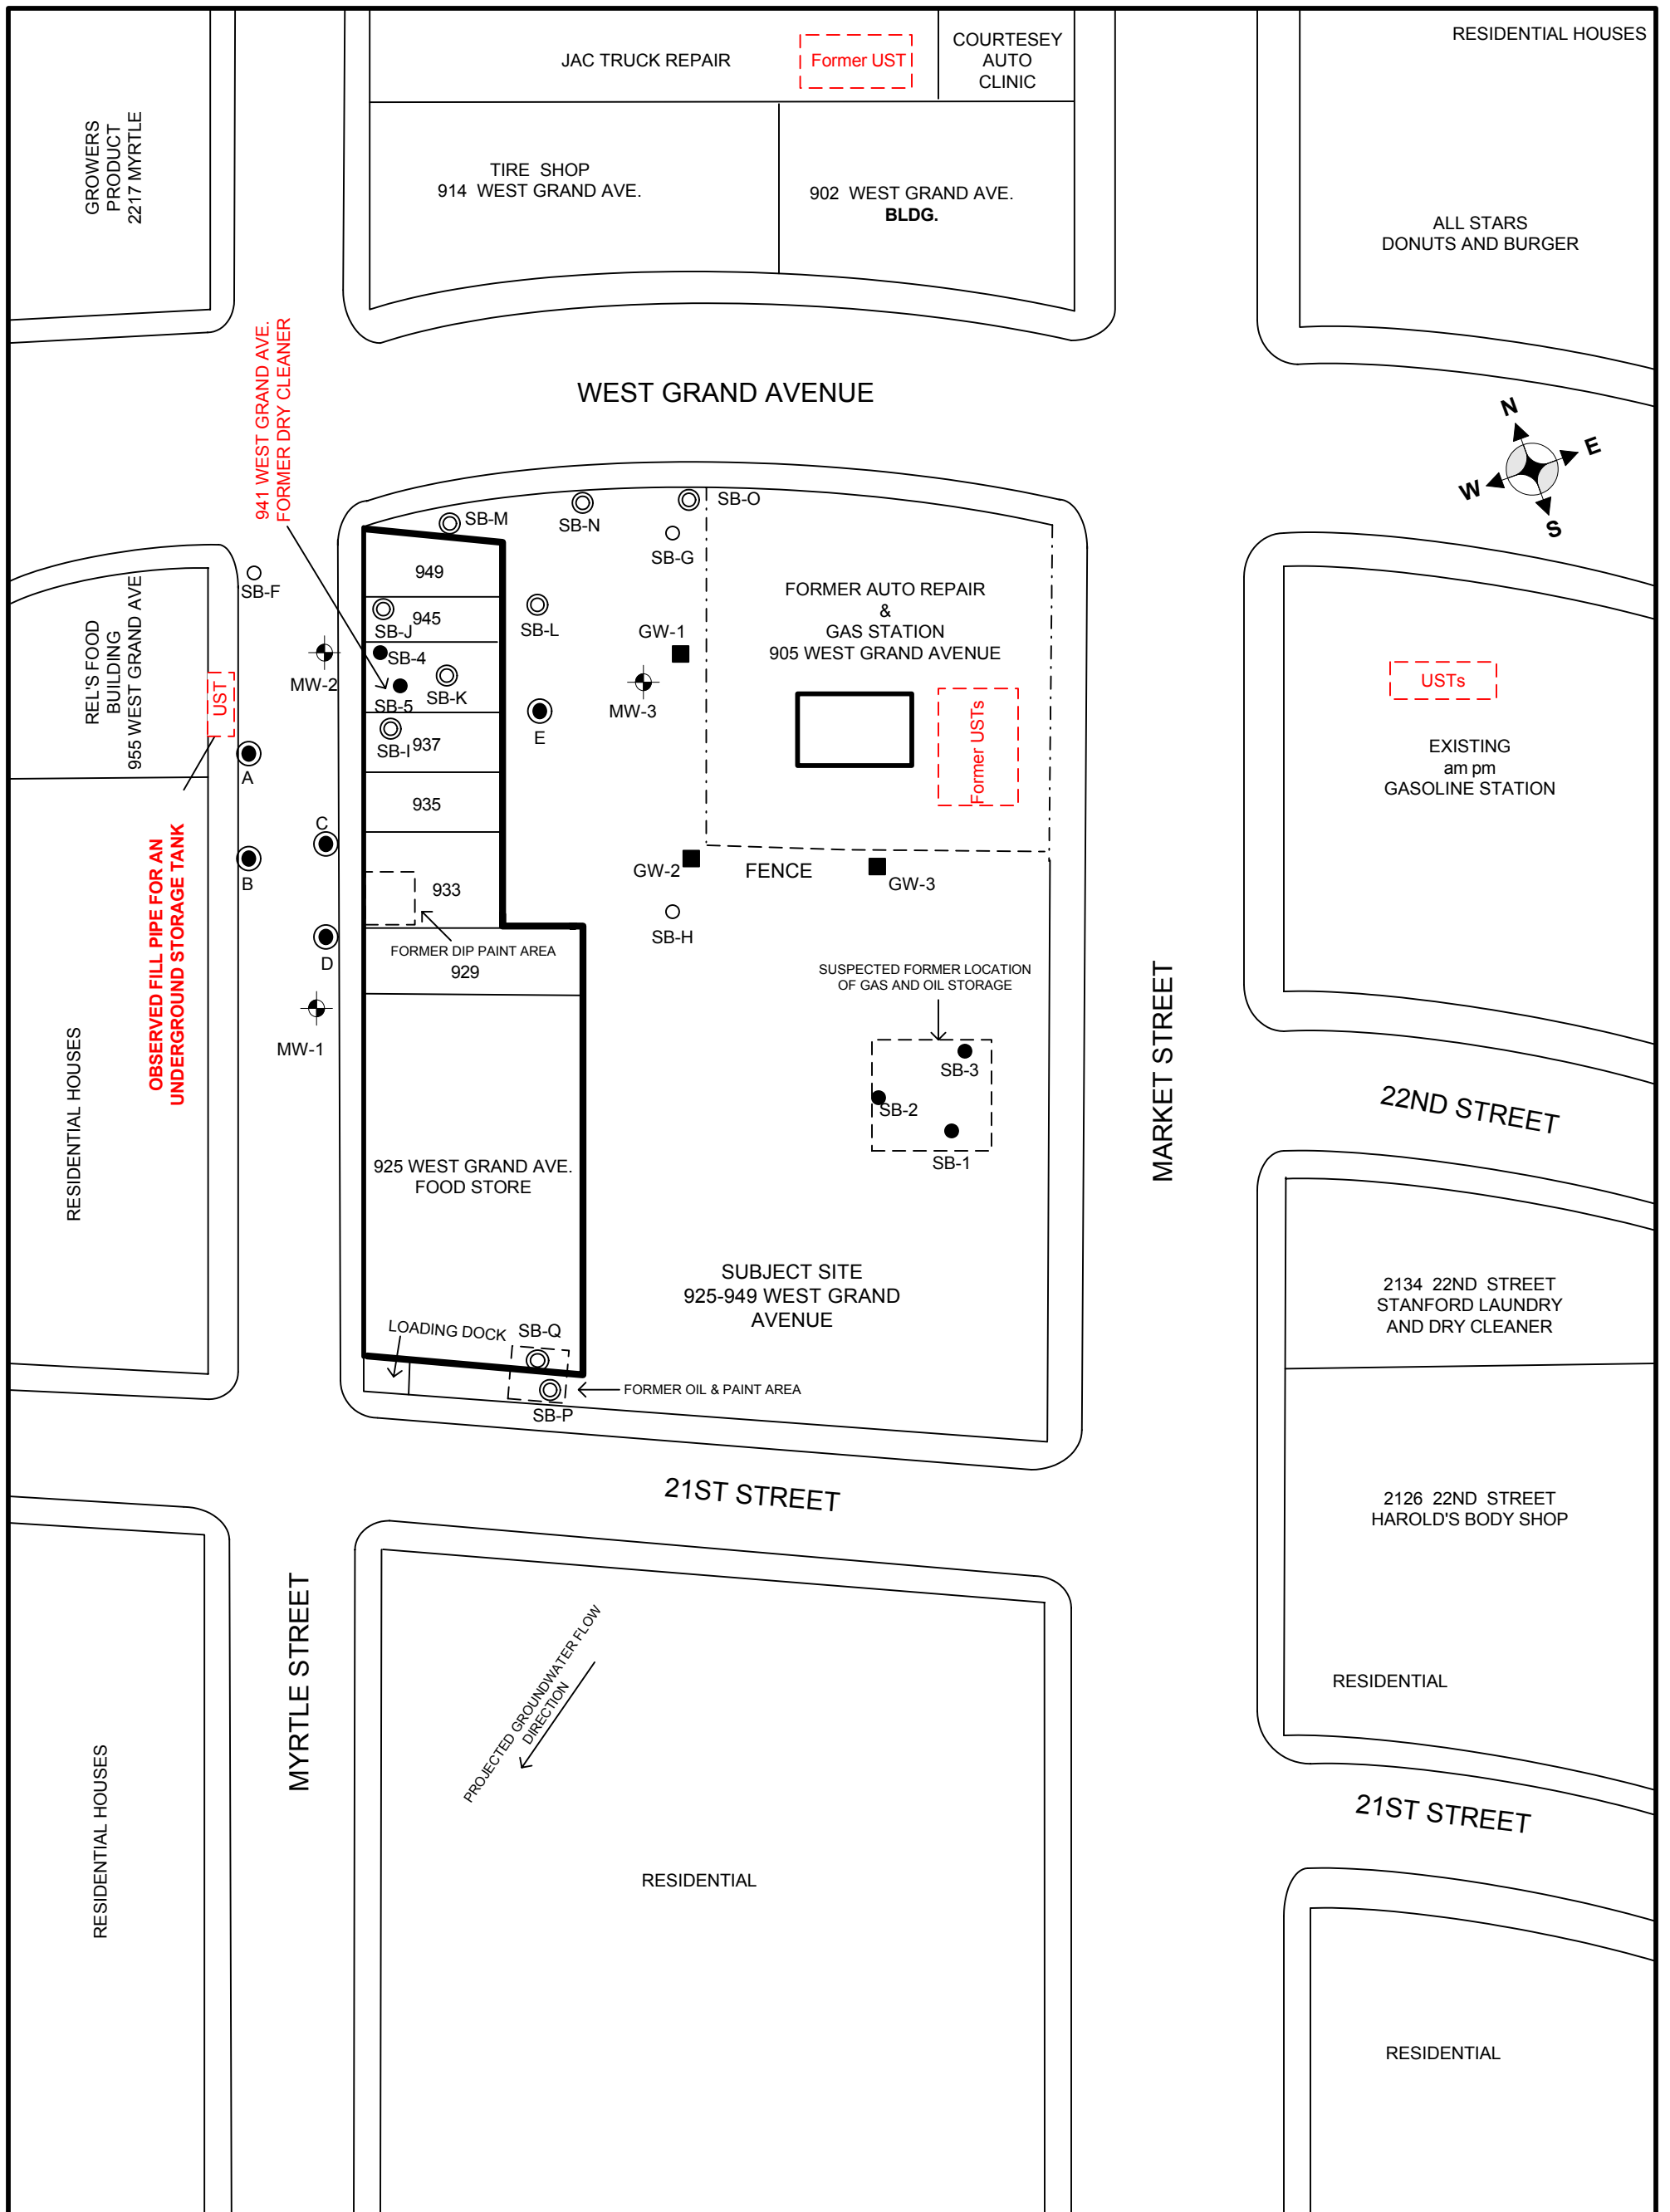 JAC TRUCK REPAIR
Former UST
COURTESEY
AUTO
CLINIC
RESIDENTIAL HOUSES
GROWERS
PRODUCT
2217 MYRTLE
TIRE SHOP
914 WEST GRAND AVE.
902 WEST GRAND AVE.
BLDG.
ALL STARS
DONUTS AND BURGER
941 WEST GRAND AVE.
FORMER DRY CLEANER
WEST GRAND AVENUE
N
E
W
S
SB-M
SB-N
SB-O
SB-G
SB-F
949
945
SB-J
SB-L
GW-1
FORMER AUTO REPAIR
&
GAS STATION
905 WEST GRAND AVENUE
REL'S FOOD
BUILDING
955 WEST GRAND AVE
UST
MW-2
SB-4
SB-5
SB-K
E
MW-3
Former USTs
USTs
EXISTING
am pm
GASOLINE STATION
SB-I
937
A
935
C
B
933
GW-2
FENCE
GW-3
SB-H
D
FORMER DIP PAINT AREA
929
OBSERVED FILL PIPE FOR AN
UNDERGROUND STORAGE TANK
SUSPECTED FORMER LOCATION
OF GAS AND OIL STORAGE
MW-1
SB-3
SB-2
SB-1
RESIDENTIAL HOUSES
MARKET STREET
22ND STREET
925 WEST GRAND AVE.
FOOD STORE
SUBJECT SITE
925-949 WEST GRAND
AVENUE
2134 22ND STREET
STANFORD LAUNDRY
AND DRY CLEANER
LOADING DOCK
SB-Q
FORMER OIL & PAINT AREA
SB-P
21ST STREET
2126 22ND STREET
HAROLD'S BODY SHOP
MYRTLE STREET
PROJECTED GROUNDWATER FLOW
DIRECTION
RESIDENTIAL
RESIDENTIAL HOUSES
21ST STREET
RESIDENTIAL
RESIDENTIAL